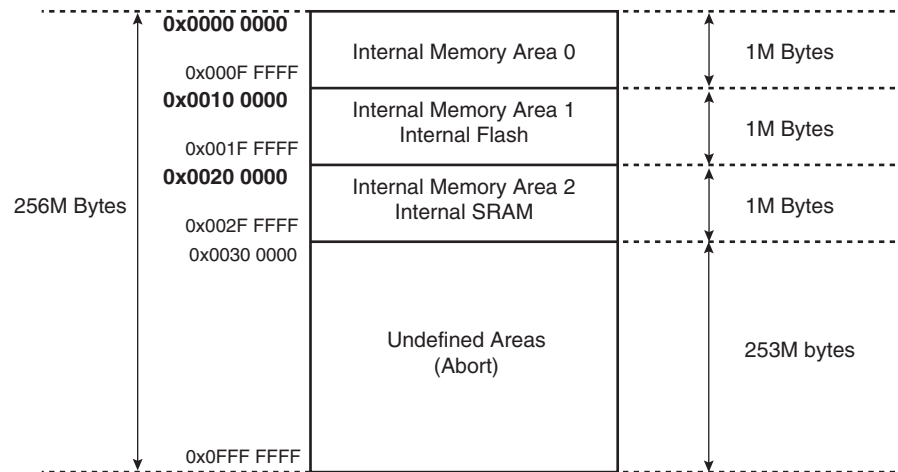 0x0000 0000
Internal Memory Area 0
1M Bytes
0x000F FFFF
0x0010 0000
Internal Memory Area 1
Internal Flash
1M Bytes
0x001F FFFF
0x0020 0000
Internal Memory Area 2
Internal SRAM
1M Bytes
256M Bytes
0x002F FFFF
0x0030 0000
Undefined Areas
(Abort)
253M bytes
0x0FFF FFFF